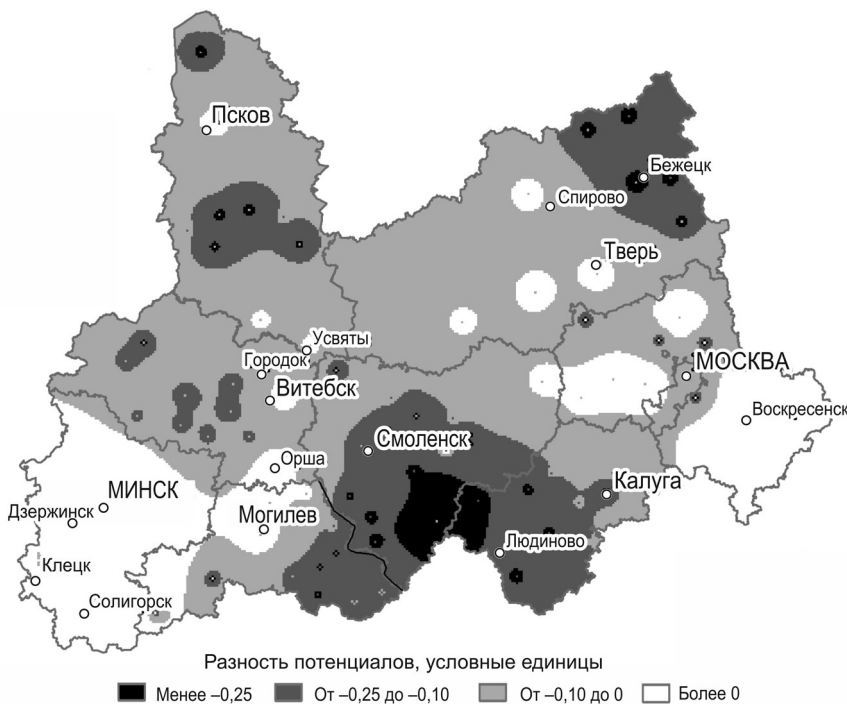 Псков
Бежецк
Спирово
Тверь
Усвяты
Городок
Витебск
МОСКВА
Воскресенск
Смоленск
Орша
Калуга
МИНСК
Дзержинск
Могилев
Людиново
Клецк
Солигорск
Разность потенциалов, условные единицы
Менее –0,25 От –0,25 до –0,10 От –0,10 до 0 Более 0